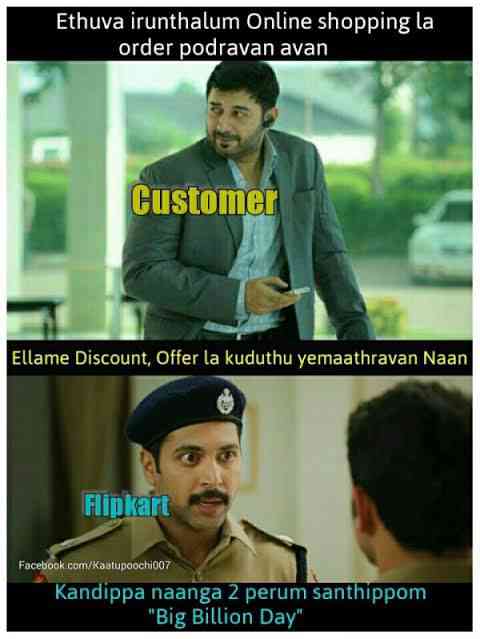 Ethuva irunthalum Online shopping la
order podravan avan
Customer
Ellame Discount, Offer la kuduthu yemaathravan Naan
Flipkart
Facebook.com/Kaatupoochi007
Kandippa naanga 2 perum santhippom
"Big Billion Day"